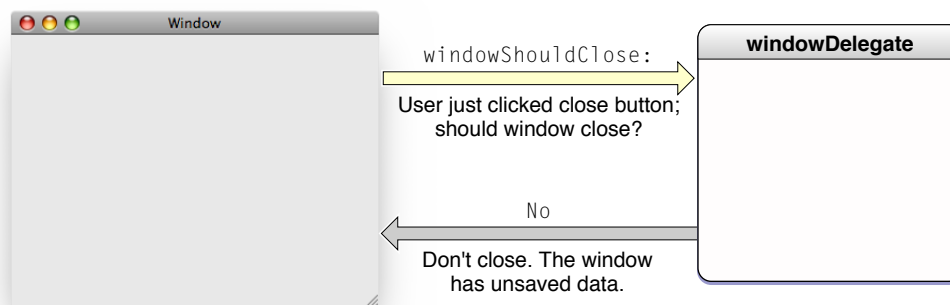 Window
windowShouldClose:
User just clicked close button;
should window close?
windowDelegate
No
Don't close. The window
has unsaved data.